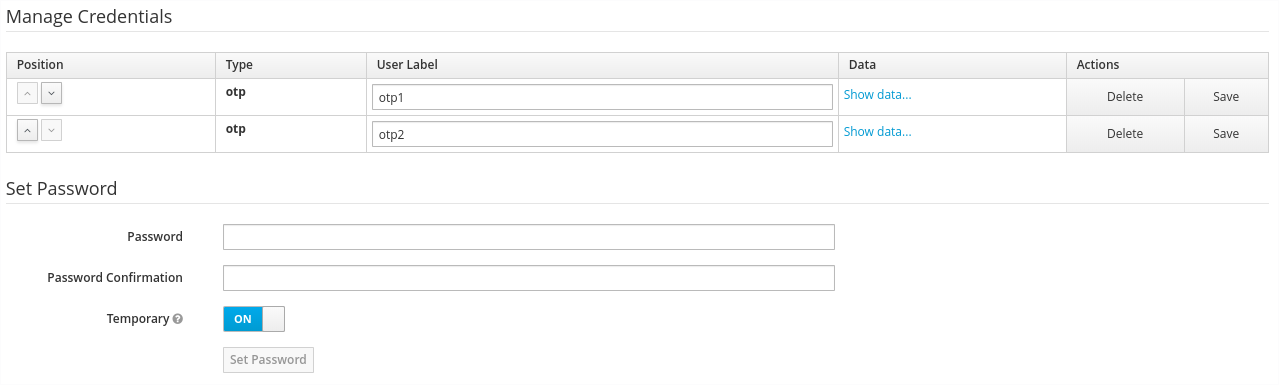 Manage Credentials
Position Type User Label Data Actions
otp otp1 Show data... Delete Save
otp otp2 Show data... Delete Save
Set Password
Password
Password Confirmation
Temporary ON
Set Password